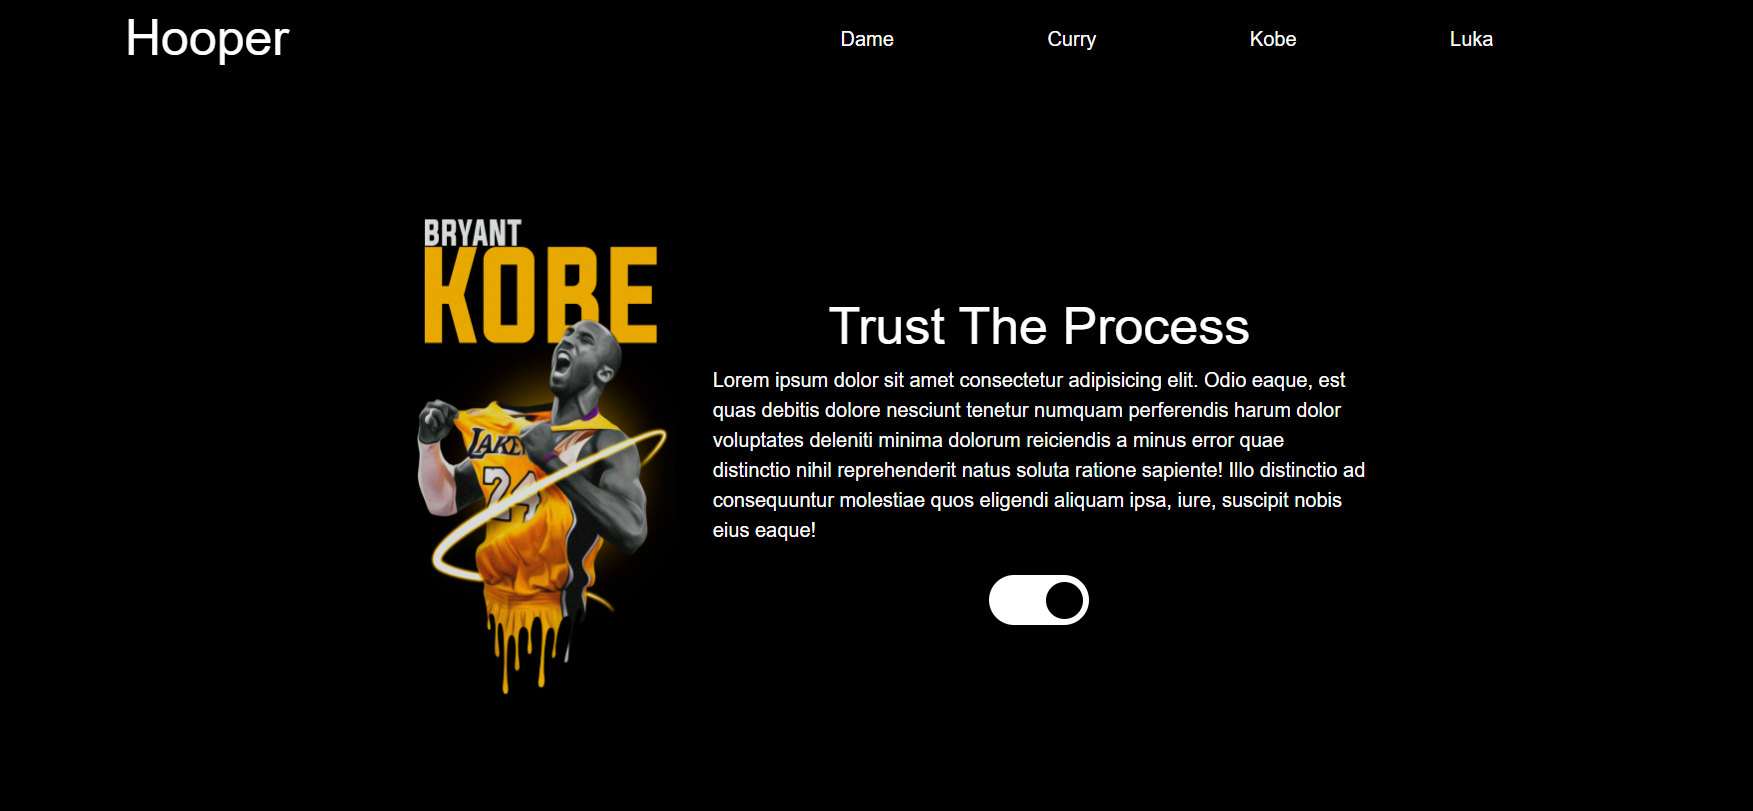 Hooper
Dame
Curry
Kobe
Luka
BRYANT
KOBE
LAKE
24
Trust The Process
Lorem ipsum dolor sit amet consectetur adipisicing elit. Odio eaque, est
quas debitis dolore nesciunt tenetur numquam perferendis harum dolor
voluptates deleniti minima dolorum reiciendis a minus error quae
distinctio nihil reprehenderit natus soluta ratione sapiente! Illo distinctio ad
consequuntur molestiae quos eligendi aliquam ipsa, iure, suscipit nobis
eius eaque!